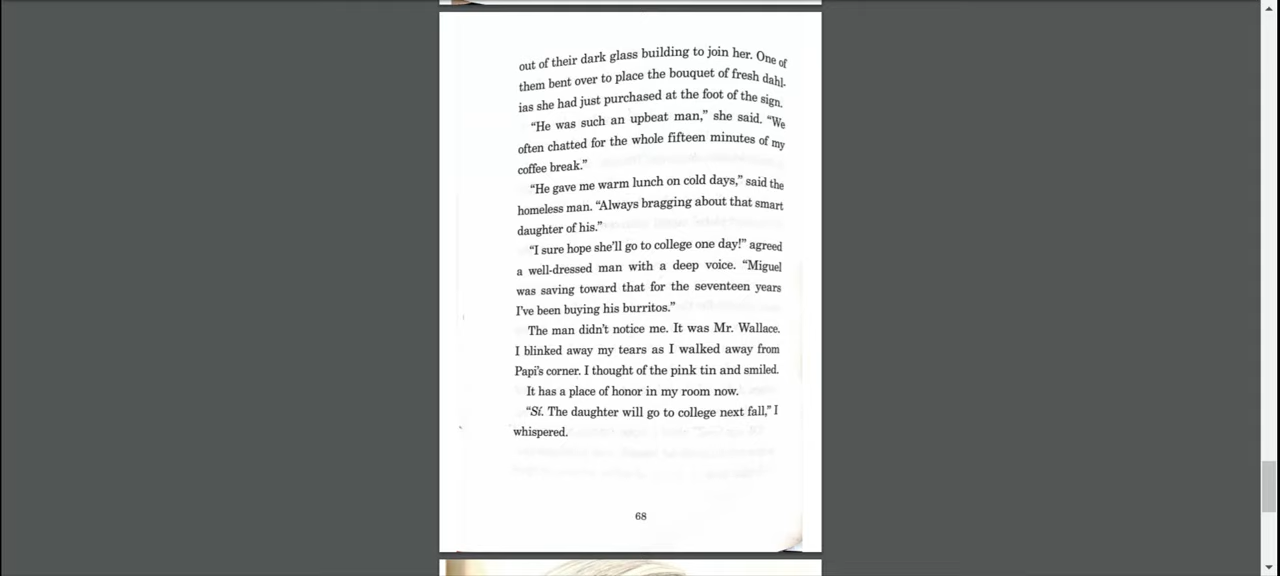 out of their dark glass building to join her. One of
them bent over to place the bouquet of fresh dahl-
ias she had just purchased at the foot of the sign.
“He was such an upbeat man,” she said. “We
often chatted for the whole fifteen minutes of my
coffee break.”
“He gave me warm lunch on cold days,” said the
homeless man. “Always bragging about that smart
daughter of his.”
“I sure hope she’ll go to college one day!” agreed
a well-dressed man with a deep voice. “Miguel
was saving toward that for the seventeen years
I’ve been buying his burritos.”
The man didn’t notice me. It was Mr. Wallace.
I blinked away my tears as I walked away from
Papi’s corner. I thought of the pink tin and smiled.
It has a place of honor in my room now.
“Sí. The daughter will go to college next fall,” I
whispered.
68